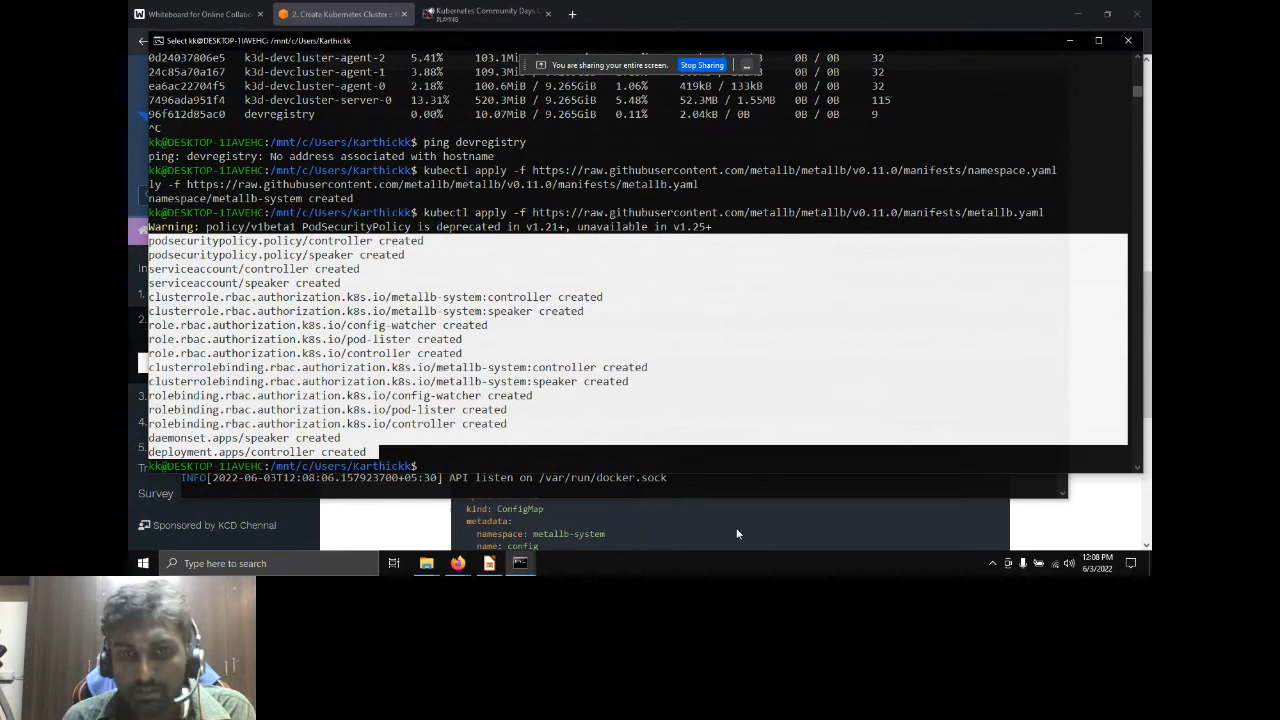 Whiteboard for Online Collabo
2. Create Kubernetes Cluster ::
Kubernetes Community Days C
PLAYING
Select kk@DESKTOP-1IAVEHC: /mnt/c/Users/Karthickk
0d24037806e5 k3d-devcluster-agent-2 5.41% 103.1Mi 0B / 0B 32
You are sharing your entire screen. Stop Sharing
24c85a70a167 k3d-devcluster-agent-1 3.88% 109.3Mi 0B / 0B 32
ea6ac22704f5 k3d-devcluster-agent-0 2.18% 100.6MiB / 9.265GiB 1.06% 419kB / 133kB 0B / 0B 32
7496ada951f4 k3d-devcluster-server-0 13.31% 520.3MiB / 9.265GiB 5.48% 52.3MB / 1.55MB 0B / 0B 115
96f612d85ac0 devregistry 0.00% 10.07MiB / 9.265GiB 0.11% 2.04kB / 0B 0B / 0B 9
^C
kk@DESKTOP-1IAVEHC:/mnt/c/Users/Karthickk$ ping devregistry
ping: devregistry: No address associated with hostname
kk@DESKTOP-1IAVEHC:/mnt/c/Users/Karthickk$ kubectl apply -f https://raw.githubusercontent.com/metallb/metallb/v0.11.0/manifests/namespace.yaml
ly -f https://raw.githubusercontent.com/metallb/metallb/v0.11.0/manifests/metallb.yaml
namespace/metallb-system created
kk@DESKTOP-1IAVEHC:/mnt/c/Users/Karthickk$ kubectl apply -f https://raw.githubusercontent.com/metallb/metallb/v0.11.0/manifests/metallb.yaml
Warning: policy/v1beta1 PodSecurityPolicy is deprecated in v1.21+, unavailable in v1.25+
podsecuritypolicy.policy/controller created
podsecuritypolicy.policy/speaker created
serviceaccount/controller created
serviceaccount/speaker created
clusterrole.rbac.authorization.k8s.io/metallb-system:controller created
clusterrole.rbac.authorization.k8s.io/metallb-system:speaker created
role.rbac.authorization.k8s.io/config-watcher created
role.rbac.authorization.k8s.io/pod-lister created
role.rbac.authorization.k8s.io/controller created
clusterrolebinding.rbac.authorization.k8s.io/metallb-system:controller created
clusterrolebinding.rbac.authorization.k8s.io/metallb-system:speaker created
rolebinding.rbac.authorization.k8s.io/config-watcher created
rolebinding.rbac.authorization.k8s.io/pod-lister created
rolebinding.rbac.authorization.k8s.io/controller created
daemonset.apps/speaker created
deployment.apps/controller created
kk@DESKTOP-1IAVEHC:/mnt/c/Users/Karthickk$
INFO[2022-06-03T12:08:06.157923700+05:30] API listen on /var/run/docker.sock
In
1.
2.
3.
4.
5.
Tr
Survey
Sponsored by KCD Chennai
kind: ConfigMap
metadata:
namespace: metallb-system
name: config
Type here to search
12:08 PM
6/3/2022